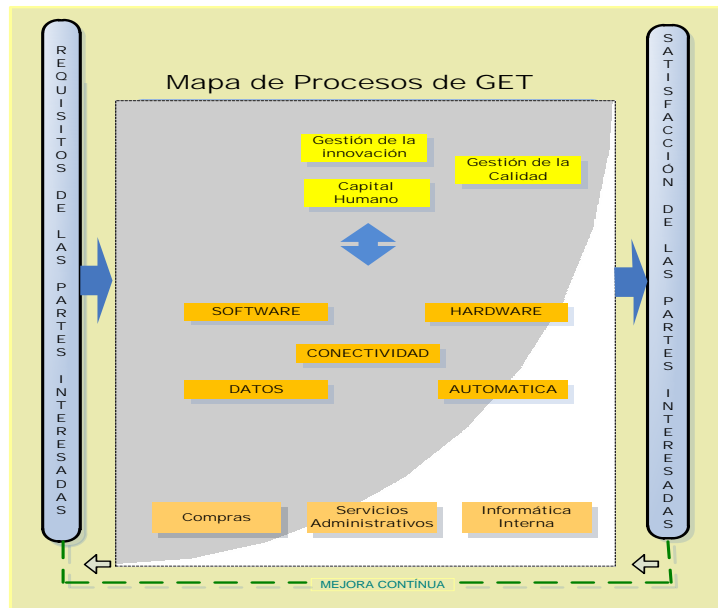 Mapa de Procesos de GET
REQUISITOS DE LAS PARTES INTERESADAS
Gestión de la
innovación
Gestión de la
Calidad
Capital
Humano
SOFTWARE
HARDWARE
CONECTIVIDAD
DATOS
AUTOMATICA
Compras
Servicios
Administrativos
Informática
Interna
SATISFACCIÓN DE LAS PARTES INTERESADAS
MEJORA CONTÍNUA